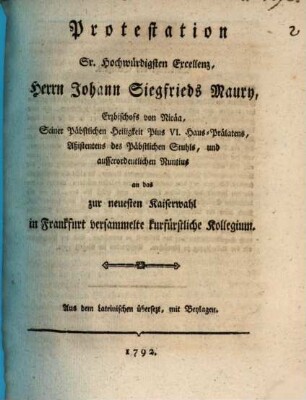 2
Protestation
Sr. Hochwürdigsten Excellenz,
Herrn Johann Siegfrieds Maury,
Erzbischofs von Nicäa,
Seiner Päbstlichen Heiligkeit Pius VI. Haus-Prälatens,
Aßistentens des Päbstlichen Stuhls, und
ausserordentlichen Nuntius
an das
zur neuesten Kaiserwahl
in Frankfurt versammelte kurfürstliche Kollegium.
Aus dem lateinischen übersezt, mit Beylagen.
1792.